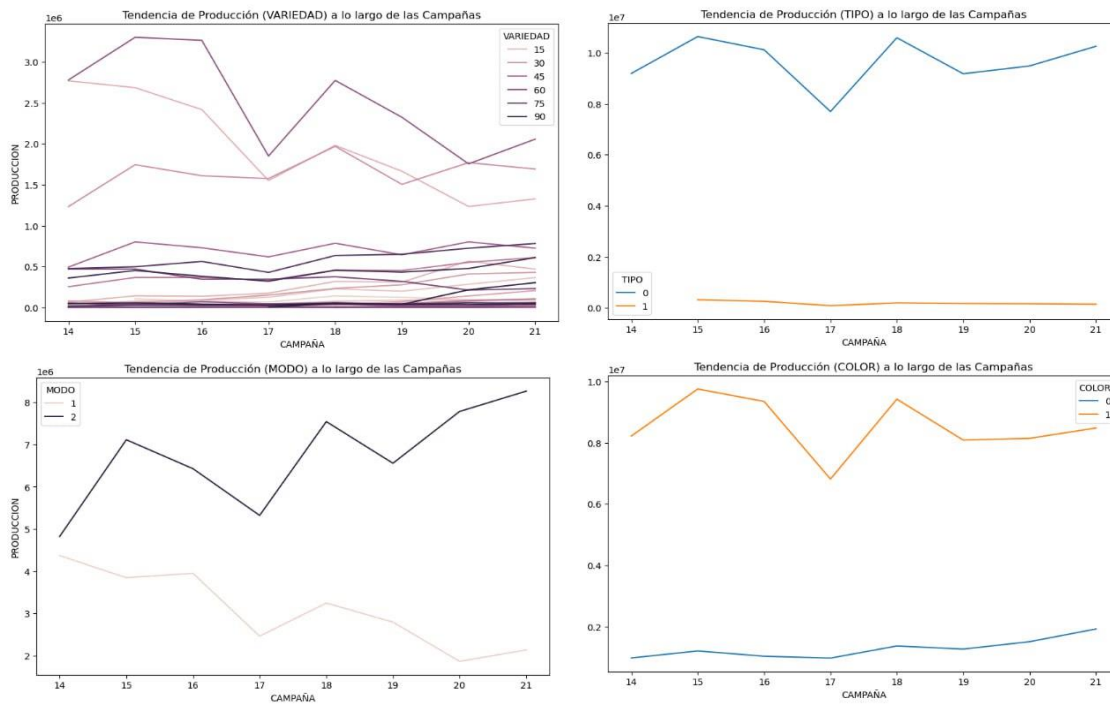 Tendencia de Producción (VARIEDAD) a lo largo de las Campañas
1e6
3.0
2.5
2.0
1.5
1.0
0.5
0.0
PRODUCCION
VARIEDAD
15
30
45
60
75
90
14 15 16 17 18 19 20 21
CAMPAÑA
Tendencia de Producción (TIPO) a lo largo de las Campañas
1e7
1.0
0.8
0.6
0.4
0.2
0.0
TIPO
0
1
14 15 16 17 18 19 20 21
CAMPAÑA
Tendencia de Producción (MODO) a lo largo de las Campañas
1e6
8
7
6
5
4
3
2
PRODUCCION
MODO
1
2
14 15 16 17 18 19 20 21
CAMPAÑA
Tendencia de Producción (COLOR) a lo largo de las Campañas
1e7
1.0
0.8
0.6
0.4
0.2
COLOR
0
1
14 15 16 17 18 19 20 21
CAMPAÑA